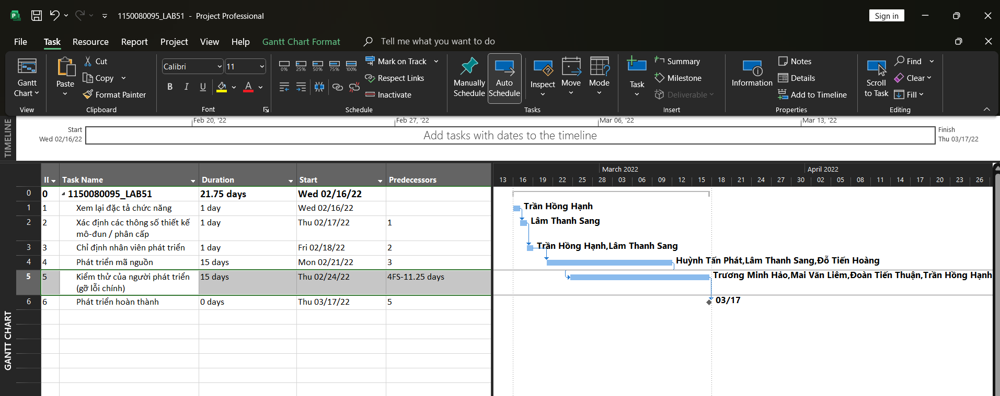 1150080095_LAB51 - Project Professional
Sign in
File Task Resource Report Project View Help Gantt Chart Format Tell me what you want to do
Gantt Chart
View
Paste
Cut
Copy
Format Painter
Clipboard
Calibri 11
B I U A
Font
0% 25% 50% 75% 100%
Mark on Track
Respect Links
Inactivate
Schedule
Manually Schedule
Auto Schedule
Inspect
Move
Mode
Tasks
Task
Summary
Milestone
Deliverable
Insert
Information
Notes
Details
Add to Timeline
Properties
Scroll to Task
Find
Clear
Fill
Editing
TIMELINE
Feb 20, '22 Feb 27, '22 Mar 06, '22 Mar 13, '22
Start
Wed 02/16/22
Add tasks with dates to the timeline
Finish
Thu 03/17/22
March 2022 April 2022
Task Name Duration Start Predecessors
13 16 19 22 25 28 03 06 09 12 15 18 21 24 27 30 02 05 08 11 14 17 20 23 26
0 0 1150080095_LAB51 21.75 days Wed 02/16/22
1 1 Xem lại đặc tả chức năng 1 day Wed 02/16/22 Trần Hồng Hạnh
2 2 Xác định các thông số thiết kế 1 day Thu 02/17/22 1 Lâm Thanh Sang
mô-đun / phân cấp
3 3 Chỉ định nhân viên phát triển 1 day Fri 02/18/22 2 Trần Hồng Hạnh,Lâm Thanh Sang
4 4 Phát triển mã nguồn 15 days Mon 02/21/22 3 Huỳnh Tấn Phát,Lâm Thanh Sang,Đỗ Tiến Hoàng
5 5 Kiểm thử của người phát triển 15 days Thu 02/24/22 4FS-11.25 days Trương Minh Hảo,Mai Văn Liêm,Đoàn Tiến Thuận,Trần Hồng Hạnh
(gỡ lỗi chính)
6 6 Phát triển hoàn thành 0 days Thu 03/17/22 5 03/17
GANTT CHART